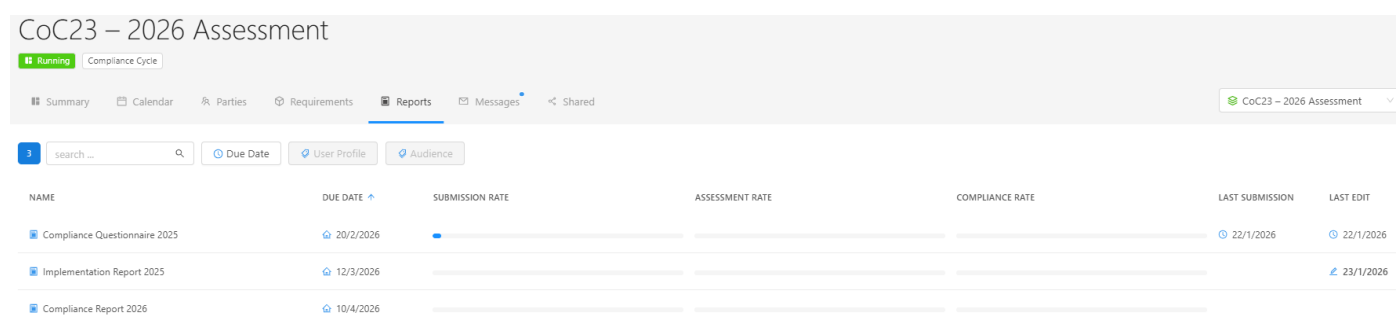 CoC23 – 2026 Assessment
Running Compliance Cycle
Summary Calendar Parties Requirements Reports Messages Shared CoC23 – 2026 Assessment
3 search ... Due Date User Profile Audience
NAME DUE DATE SUBMISSION RATE ASSESSMENT RATE COMPLIANCE RATE LAST SUBMISSION LAST EDIT
Compliance Questionnaire 2025 20/2/2026 22/1/2026 22/1/2026
Implementation Report 2025 12/3/2026 23/1/2026
Compliance Report 2026 10/4/2026